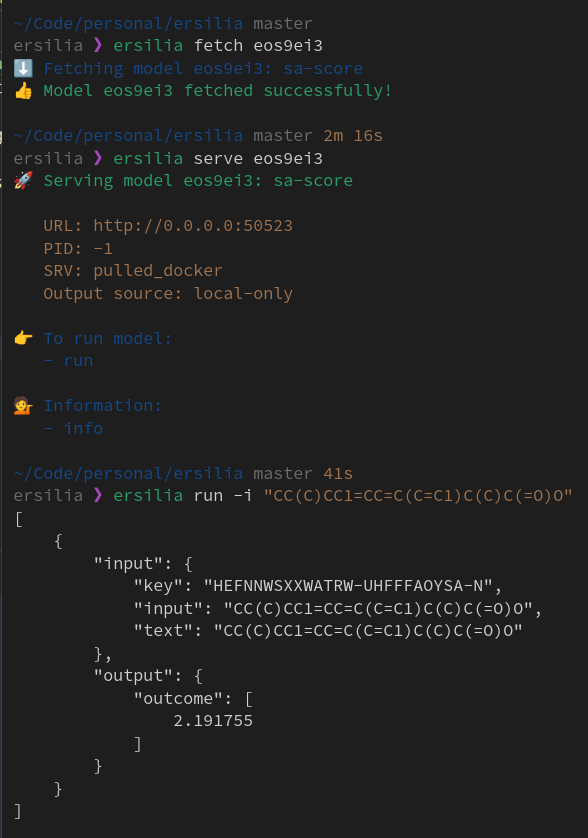 ~/Code/personal/ersilia master
ersilia ❯ ersilia fetch eos9ei3
⬇️ Fetching model eos9ei3: sa-score
👍 Model eos9ei3 fetched successfully!
~/Code/personal/ersilia master 2m 16s
ersilia ❯ ersilia serve eos9ei3
🚀 Serving model eos9ei3: sa-score
URL: http://0.0.0.0:50523
PID: -1
SRV: pulled_docker
Output source: local-only
👉 To run model:
- run
💁 Information:
- info
~/Code/personal/ersilia master 41s
ersilia ❯ ersilia run -i "CC(C)CC1=CC=C(C=C1)C(C)C(=O)O"
[
{
"input": {
"key": "HEFNNWSXXWATRW-UHFFFAOYSA-N",
"input": "CC(C)CC1=CC=C(C=C1)C(C)C(=O)O",
"text": "CC(C)CC1=CC=C(C=C1)C(C)C(=O)O"
},
"output": {
"outcome": [
2.191755
]
}
}
]